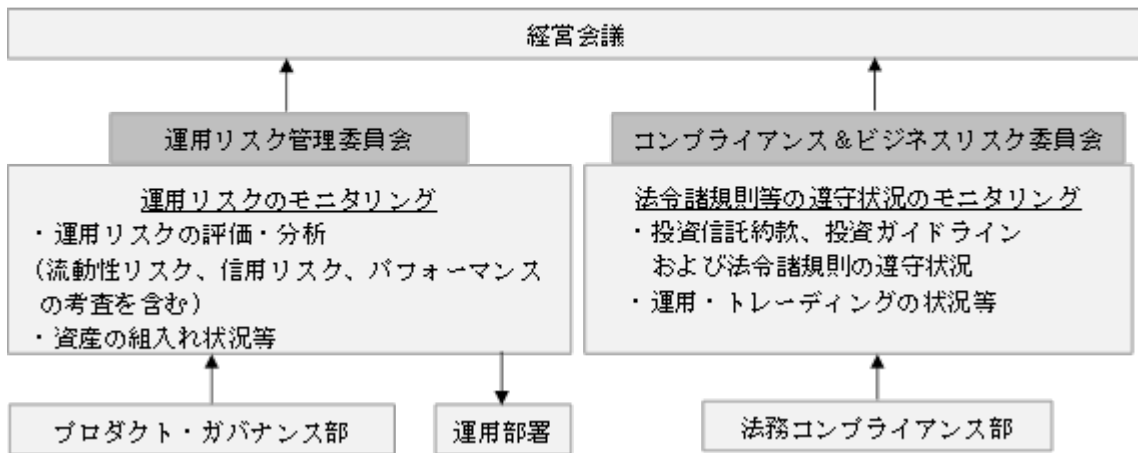 経営会議
運用リスク管理委員会
運用リスクのモニタリング
・運用リスクの評価・分析
(流動性リスク、信用リスク、パフォーマンス
の考査を含む)
・資産の組入れ状況等
プロダクト・ガバナンス部
運用部署
コンプライアンス&ビジネスリスク委員会
法令諸規則等の遵守状況のモニタリング
・投資信託約款、投資ガイドライン
および法令諸規則の遵守状況
・運用・トレーディングの状況等
法務コンプライアンス部